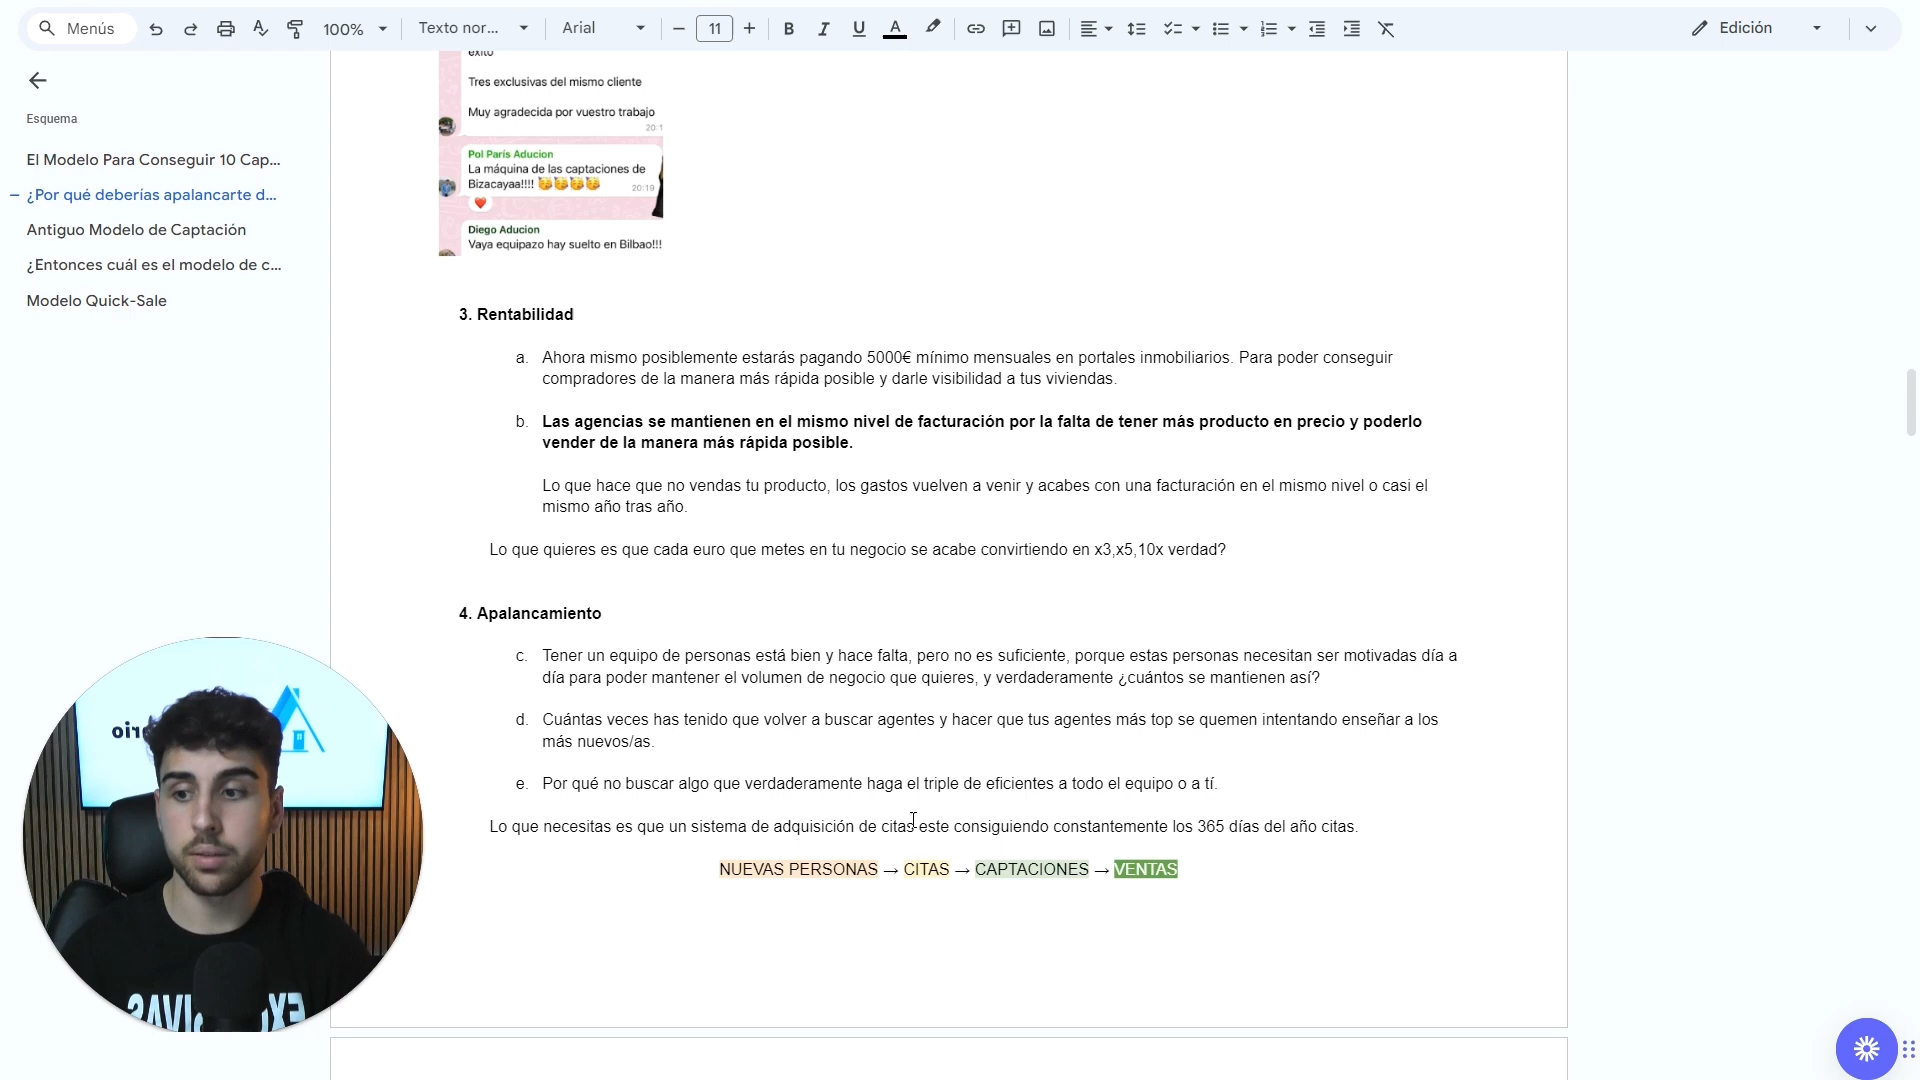 Menús
100%
Texto nor...
Arial
11
Edición
Esquema
El Modelo Para Conseguir 10 Cap...
¿Por qué deberías apalancarte d...
Antiguo Modelo de Captación
¿Entonces cuál es el modelo de c...
Modelo Quick-Sale
éxito
Tres exclusivas del mismo cliente
Muy agradecida por vuestro trabajo
20:1
Pol París Aducion
La máquina de las captaciones de
Bizacayaa!!!! 🥳🥳🥳🥳
20:19
❤️
Diego Aducion
Vaya equipazo hay suelto en Bilbao!!!
3. Rentabilidad
a. Ahora mismo posiblemente estarás pagando 5000€ mínimo mensuales en portales inmobiliarios. Para poder conseguir
compradores de la manera más rápida posible y darle visibilidad a tus viviendas.
b. Las agencias se mantienen en el mismo nivel de facturación por la falta de tener más producto en precio y poderlo
vender de la manera más rápida posible.
Lo que hace que no vendas tu producto, los gastos vuelven a venir y acabes con una facturación en el mismo nivel o casi el
mismo año tras año.
Lo que quieres es que cada euro que metes en tu negocio se acabe convirtiendo en x3,x5,10x verdad?
4. Apalancamiento
c. Tener un equipo de personas está bien y hace falta, pero no es suficiente, porque estas personas necesitan ser motivadas día a
día para poder mantener el volumen de negocio que quieres, y verdaderamente ¿cuántos se mantienen así?
d. Cuántas veces has tenido que volver a buscar agentes y hacer que tus agentes más top se quemen intentando enseñar a los
más nuevos/as.
e. Por qué no buscar algo que verdaderamente haga el triple de eficientes a todo el equipo o a tí.
Lo que necesitas es que un sistema de adquisición de citas este consiguiendo constantemente los 365 días del año citas.
NUEVAS PERSONAS → CITAS → CAPTACIONES → VENTAS